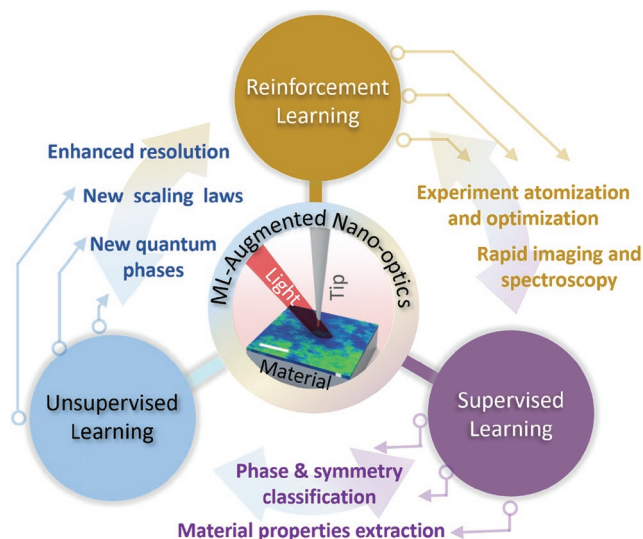 Reinforcement
Learning
Enhanced resolution
New scaling laws
New quantum
phases
Experiment atomization
and optimization
Rapid imaging and
spectroscopy
ML-Augmented Nano-optics
Light
Tip
Material
Unsupervised
Learning
Supervised
Learning
Phase & symmetry
classification
Material properties extraction